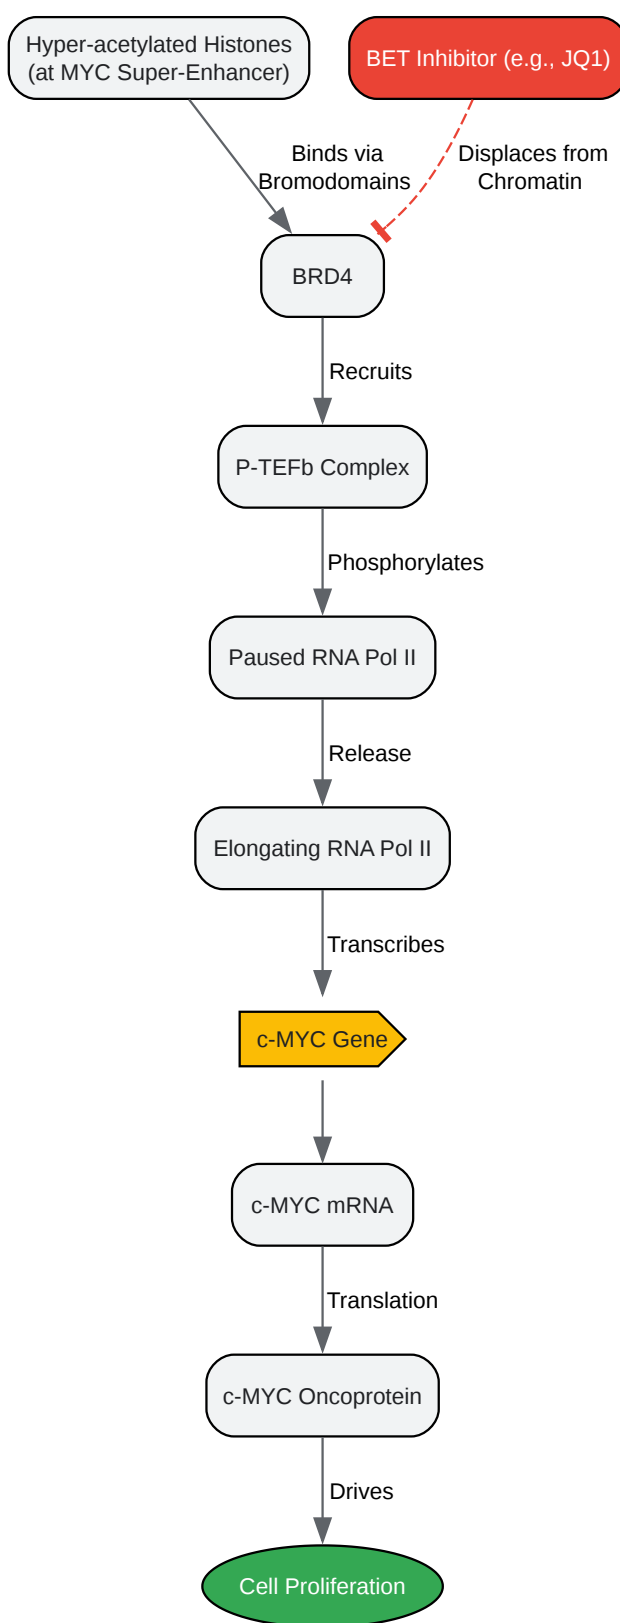 Hyper-acetylated Histones
(at MYC Super-Enhancer)
BET Inhibitor (e.g., JQ1)
Binds via
Bromodomains
Displaces from
Chromatin
BRD4
Recruits
P-TEFb Complex
Phosphorylates
Paused RNA Pol II
Release
Elongating RNA Pol II
Transcribes
c-MYC Gene
c-MYC mRNA
Translation
c-MYC Oncoprotein
Drives
Cell Proliferation